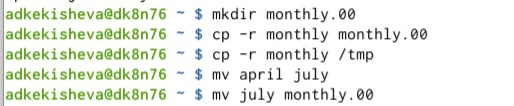 adkekisheva@dk8n76 ~ $ mkdir monthly.00
adkekisheva@dk8n76 ~ $ cp -r monthly monthly.00
adkekisheva@dk8n76 ~ $ cp -r monthly /tmp
adkekisheva@dk8n76 ~ $ mv april july
adkekisheva@dk8n76 ~ $ mv july monthly.00